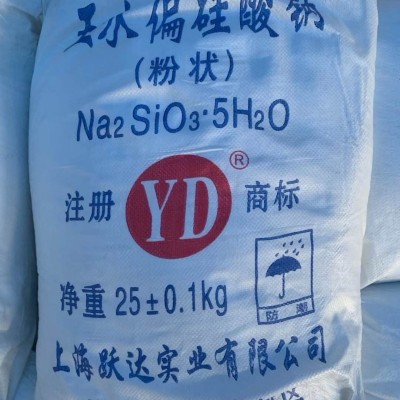 五水偏硅酸钠
(粉状)
Na2SiO3·5H2O
注册 YD® 商标
净重 25±0.1kg
防潮
上海跃达实业有限公司